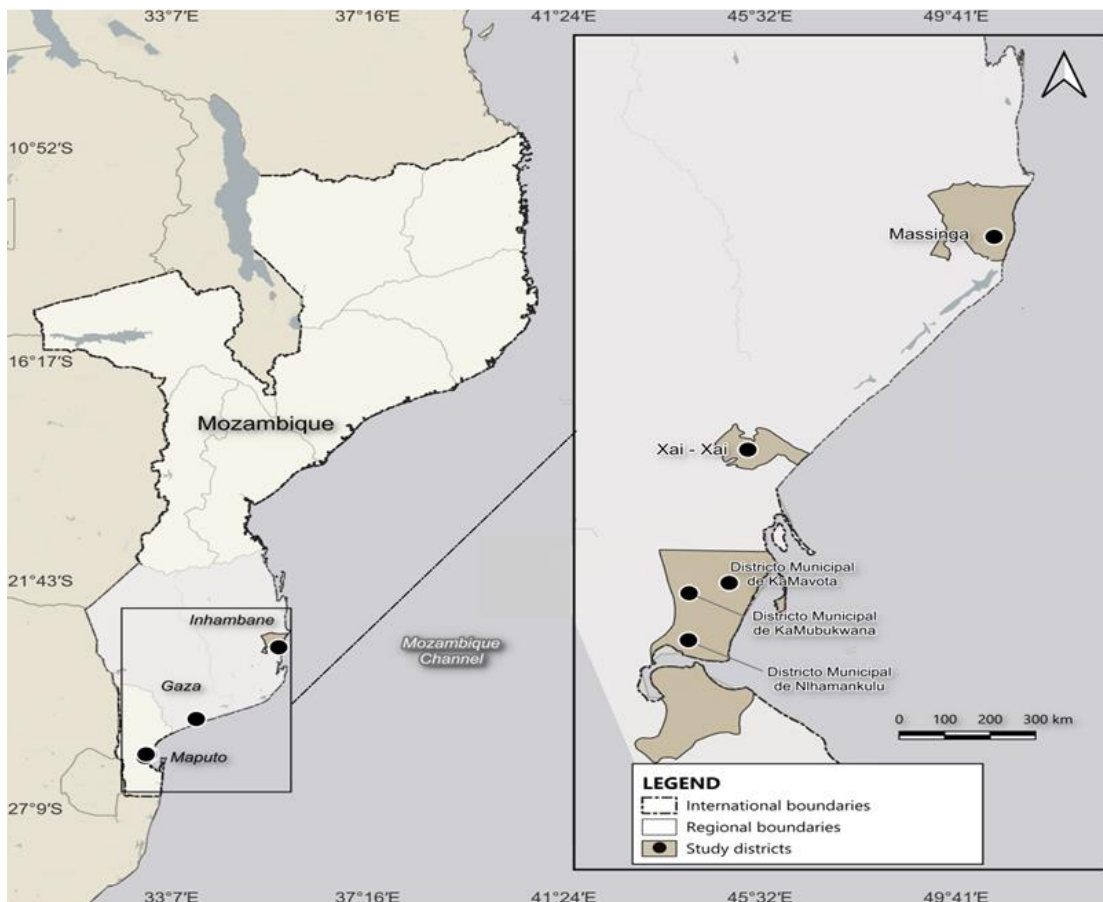 33°7′E
37°16′E
41°24′E
45°32′E
49°41′E
10°52′S
16°17′S
21°43′S
27°9′S
Mozambique
Inhambane
Gaza
Maputo
Mozambique
Channel
Massinga
Xai - Xai
Districto Municipal
de KaMavota
Districto Municipal
de KaMubukwana
Districto Municipal
de Nlhamankulu
0 100 200 300 km
LEGEND
International boundaries
Regional boundaries
Study districts
33°7′E
37°16′E
41°24′E
45°32′E
49°41′E